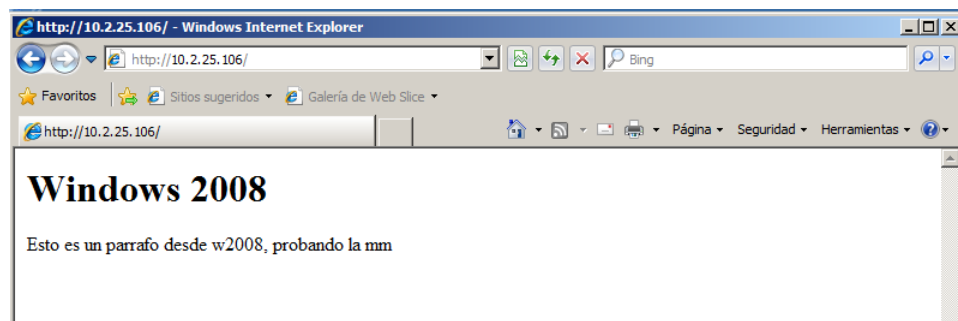 http://10.2.25.106/ - Windows Internet Explorer
http://10.2.25.106/
Bing
Favoritos
Sitios sugeridos
Galería de Web Slice
http://10.2.25.106/
Página
Seguridad
Herramientas
Windows 2008
Esto es un parrafo desde w2008, probando la mm